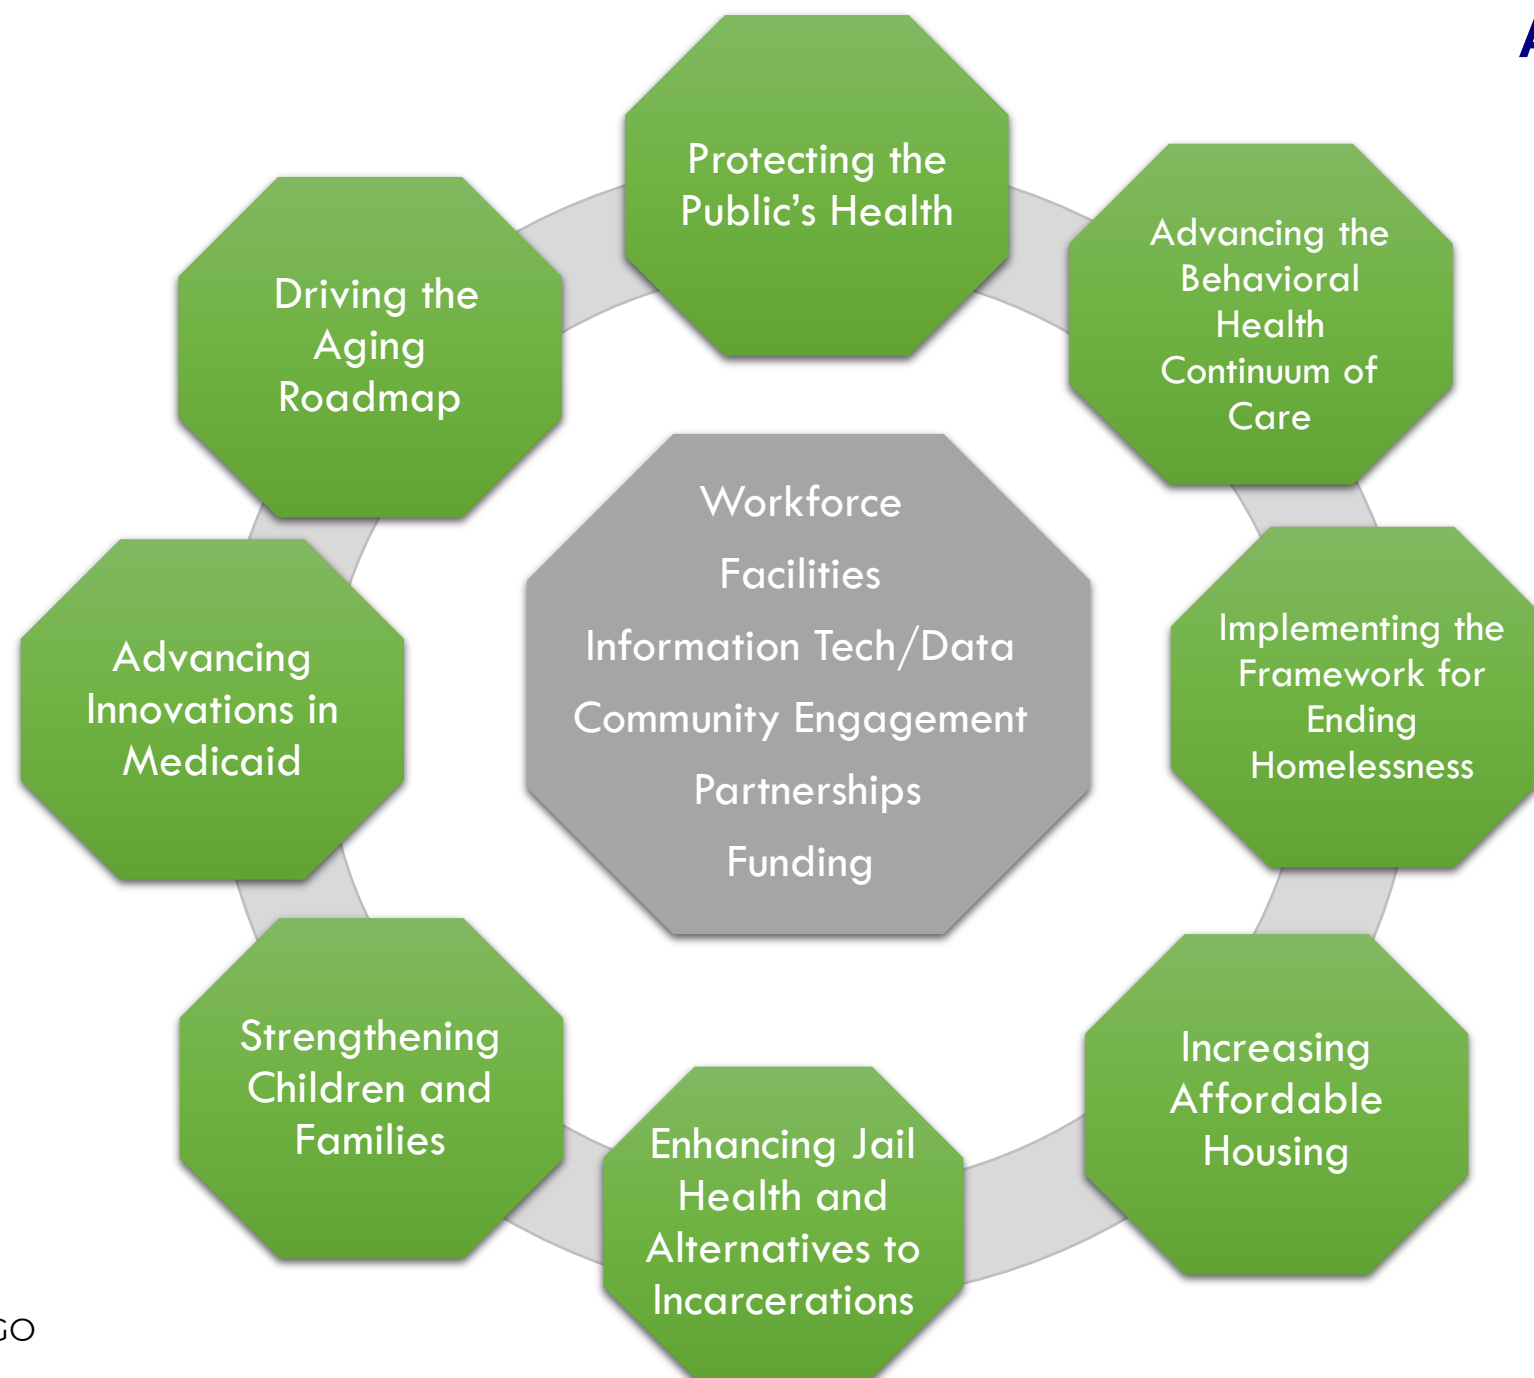 Protecting the
Public’s Health
Advancing the
Behavioral
Health
Continuum of
Care
Implementing the
Framework for
Ending
Homelessness
Increasing
Affordable
Housing
Enhancing Jail
Health and
Alternatives to
Incarcerations
Strengthening
Children and
Families
Advancing
Innovations in
Medicaid
Driving the
Aging
Roadmap
Workforce
Facilities
Information Tech/Data
Community Engagement
Partnerships
Funding